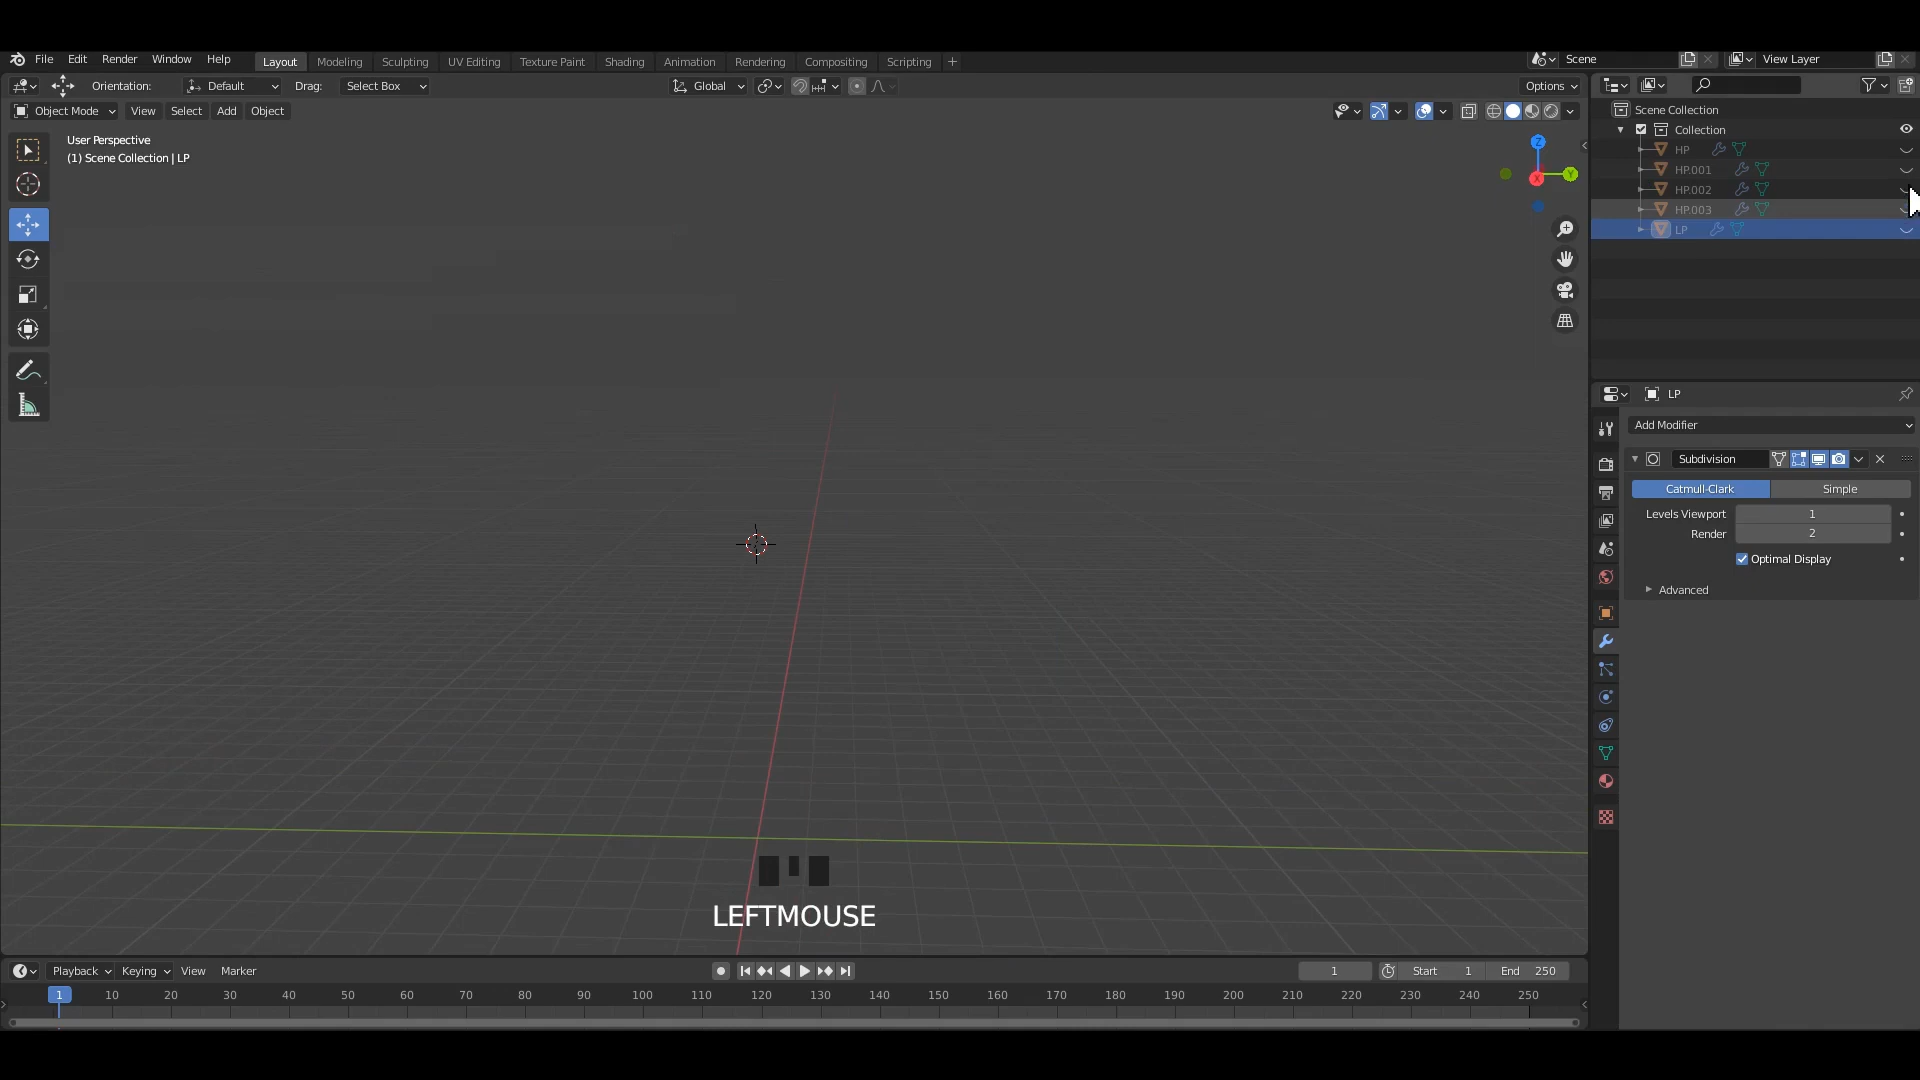 File Edit Render Window Help Layout Modeling Sculpting UV Editing Texture Paint Shading Animation Rendering Compositing Scripting + Scene View Layer
Orientation: Default Drag: Select Box Global Options
Object Mode View Select Add Object
User Perspective
(1) Scene Collection | LP
Z
Y
X
Scene Collection
Collection
HP
HP.001
HP.002
HP.003
LP
LP
Add Modifier
Subdivision
Catmull-Clark Simple
Levels Viewport 1
Render 2
Optimal Display
Advanced
LEFTMOUSE
Playback Keying View Marker 1 Start 1 End 250
1 10 20 30 40 50 60 70 80 90 100 110 120 130 140 150 160 170 180 190 200 210 220 230 240 250